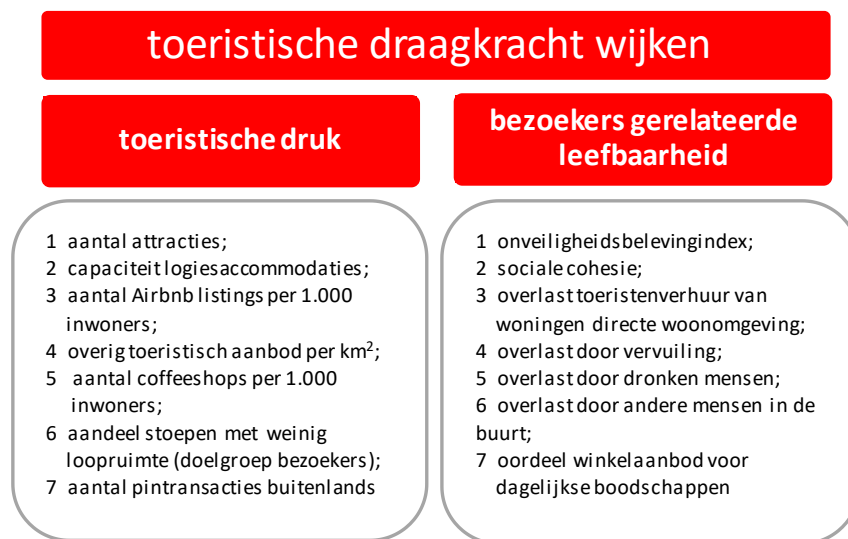 toeristische draagkracht wijken
toeristische druk
1 aantal attracties;
2 capaciteit logiesaccommodaties;
3 aantal Airbnb listings per 1.000
inwoners;
4 overig toeristisch aanbod per km²;
5 aantal coffeeshops per 1.000
inwoners;
6 aandeel stoepen met weinig
loopruimte (doelgroep bezoekers);
7 aantal pintransacties buitenlands
bezoekers gerelateerde
leefbaarheid
1 onveiligheidsbelevingindex;
2 sociale cohesie;
3 overlast toeristenverhuur van
woningen directe woonomgeving;
4 overlast door vervuiling;
5 overlast door dronken mensen;
6 overlast door andere mensen in de
buurt;
7 oordeel winkelaanbod voor
dagelijkse boodschappen